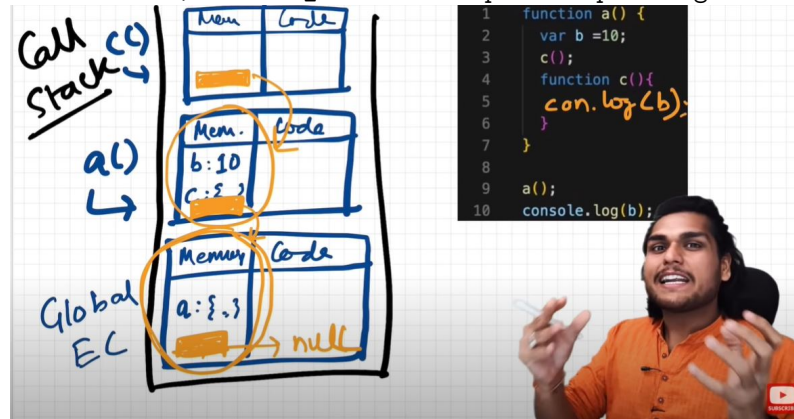 Call
Stack
c()
Mem
Code
a()
Mem.
Code
b:10
c:{ }
Global
EC
Memory
Code
a:{.}
null
1 function a() {
2 var b =10;
3 c();
4 function c(){
5 con.log(b);
6 }
7 }
8
9 a();
10 console.log(b);
SUBSCRIBE